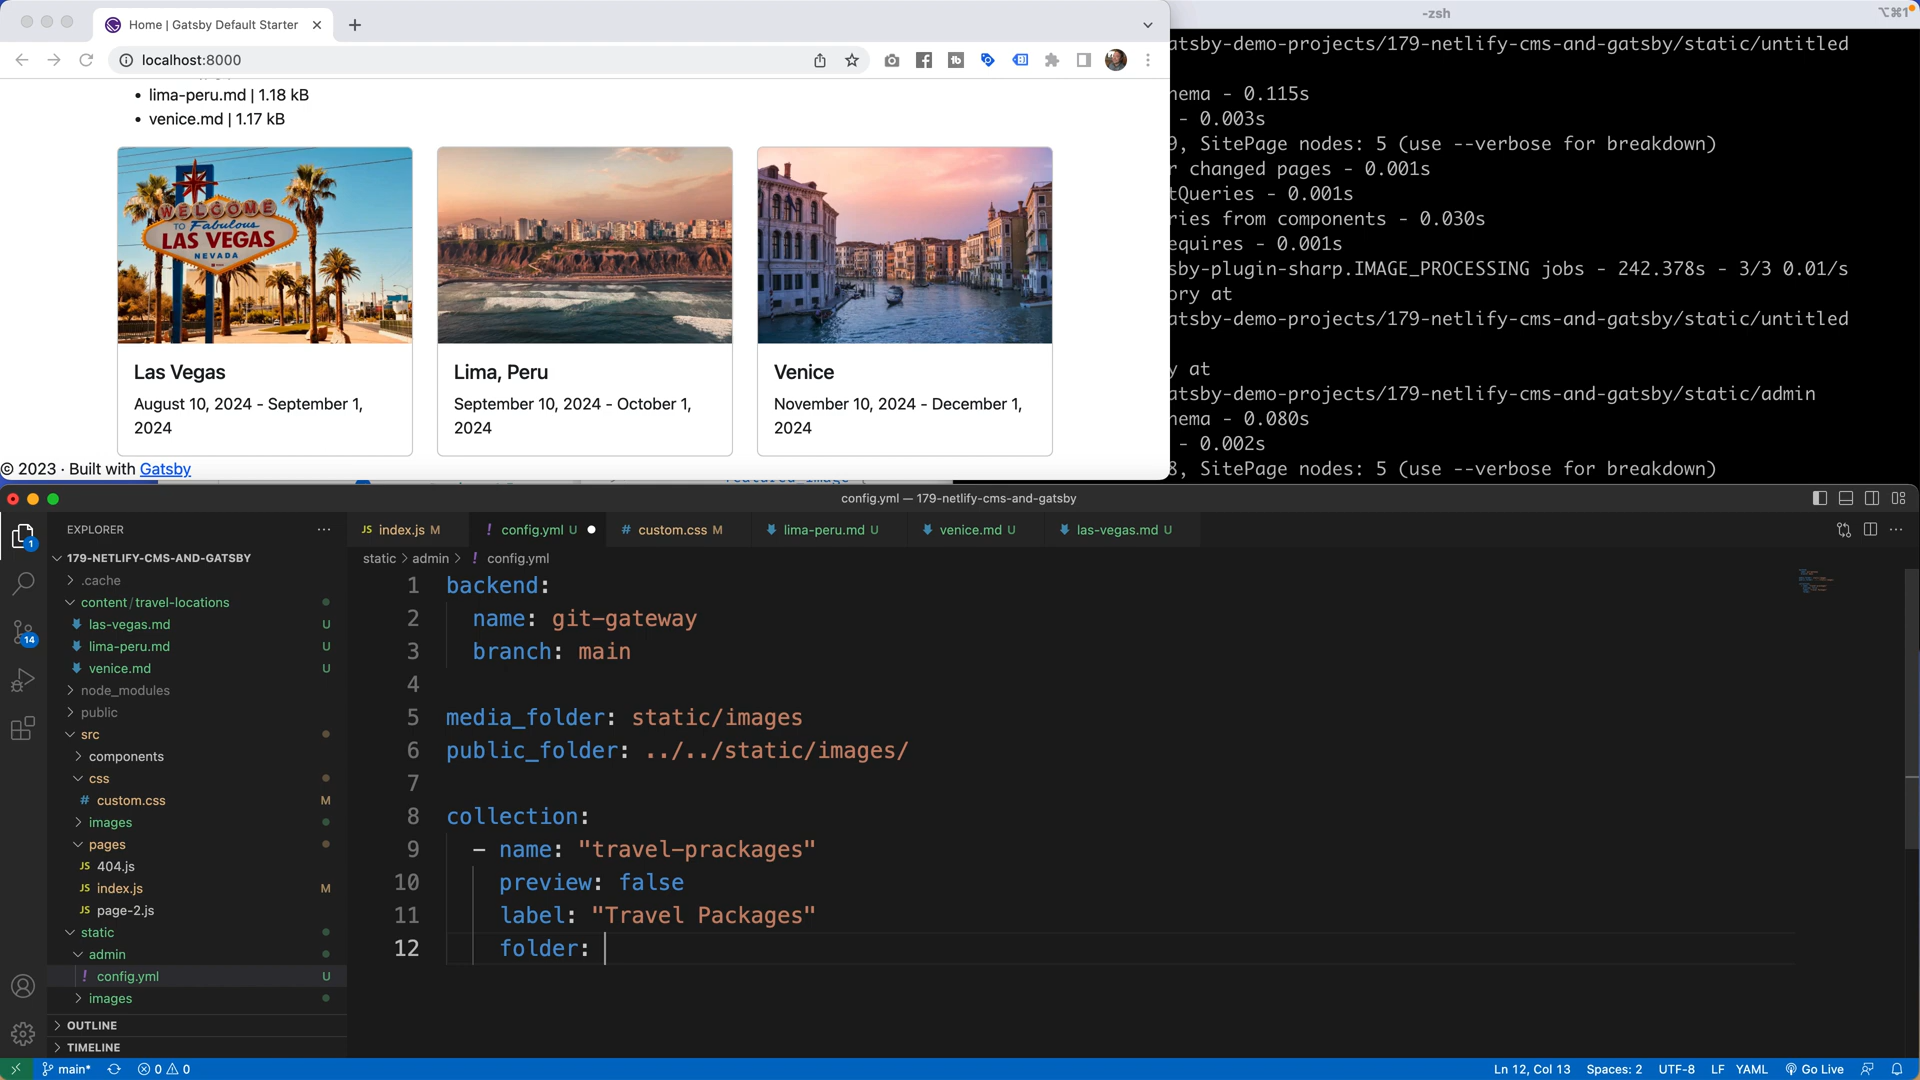 Home | Gatsby Default Starter
localhost:8000
lima-peru.md | 1.18 kB
venice.md | 1.17 kB
WELCOME
TO Fabulous
LAS VEGAS
NEVADA
Las Vegas
August 10, 2024 - September 1,
2024
Lima, Peru
September 10, 2024 - October 1,
2024
Venice
November 10, 2024 - December 1,
2024
© 2023 · Built with Gatsby
-zsh
⌥⌘1
atsby-demo-projects/179-netlify-cms-and-gatsby/static/untitled
hema - 0.115s
- 0.003s
9, SitePage nodes: 5 (use --verbose for breakdown)
r changed pages - 0.001s
tQueries - 0.001s
ries from components - 0.030s
equires - 0.001s
sby-plugin-sharp.IMAGE_PROCESSING jobs - 242.378s - 3/3 0.01/s
ory at
atsby-demo-projects/179-netlify-cms-and-gatsby/static/untitled
y at
atsby-demo-projects/179-netlify-cms-and-gatsby/static/admin
hema - 0.080s
- 0.002s
8, SitePage nodes: 5 (use --verbose for breakdown)
config.yml — 179-netlify-cms-and-gatsby
EXPLORER
179-NETLIFY-CMS-AND-GATSBY
.cache
content/travel-locations
las-vegas.md U
lima-peru.md U
venice.md U
node_modules
public
src
components
css
custom.css M
images
pages
404.js
index.js M
page-2.js
static
admin
config.yml U
images
OUTLINE
TIMELINE
1
14
index.js M
config.yml U
custom.css M
lima-peru.md U
venice.md U
las-vegas.md U
static > admin > ! config.yml
1 backend:
2 name: git-gateway
3 branch: main
4
5 media_folder: static/images
6 public_folder: ../../static/images/
7
8 collection:
9 - name: "travel-prackages"
10 preview: false
11 label: "Travel Packages"
12 folder:
main*
0 0
Ln 12, Col 13
Spaces: 2
UTF-8
LF
YAML
Go Live